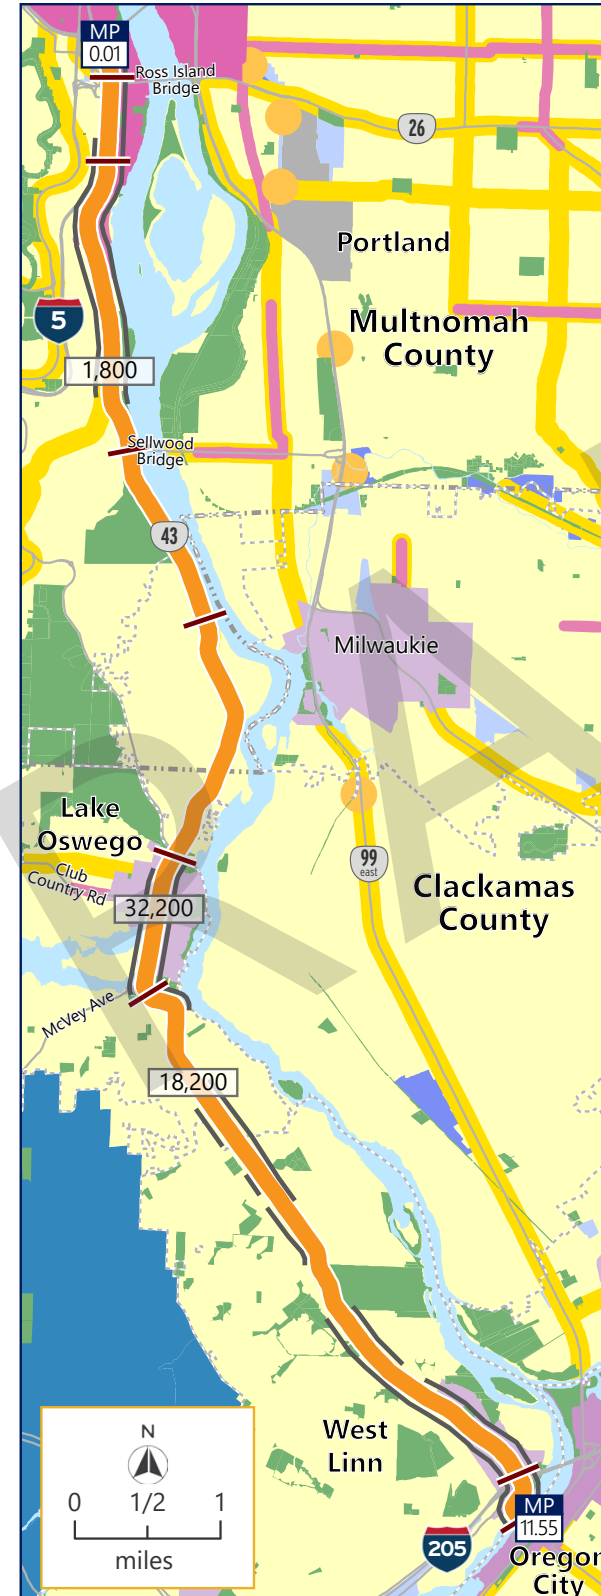 MP
0.01
Ross Island
Bridge
26
Portland
5
Multnomah
County
1,800
Sellwood
Bridge
43
Milwaukie
Lake
Oswego
Club
Country Rd
99
east
Clackamas
County
32,200
McVey Ave
18,200
West
Linn
N
0 1/2 1
miles
MP
11.55
205
Oregon
City